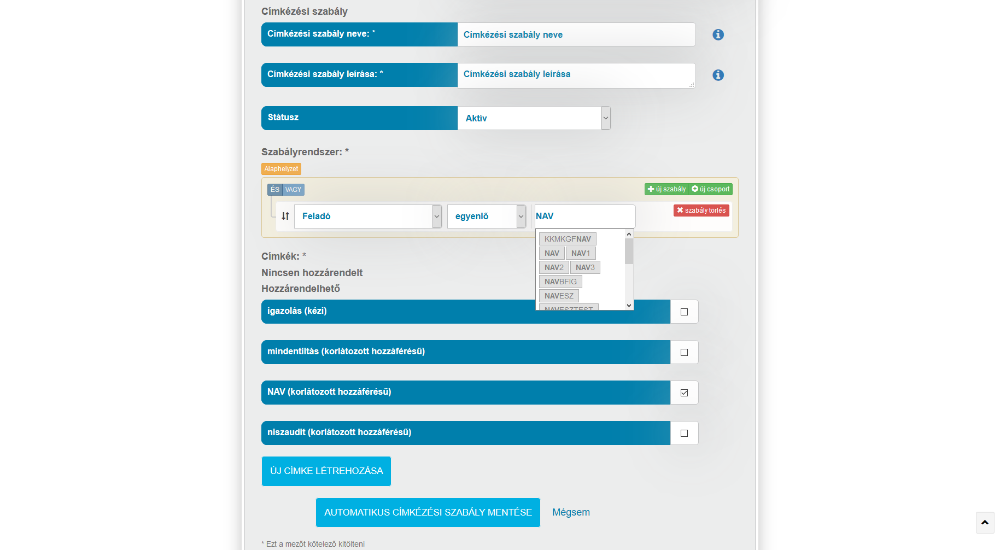 Címkézési szabály
Címkézési szabály neve: * Címkézési szabály neve
Címkézési szabály leírása: * Címkézési szabály leírása
Státusz Aktív
Szabályrendszer: *
Alaphelyzet
ÉS VAGY új szabály új csoport
Feladó egyenlő NAV szabály törlés
KKMKGFNAV
NAV NAV1
NAV2 NAV3
NAVBFIG
NAVESZ
NAVESZTEST
Címkék: *
Nincsen hozzárendelt
Hozzárendelhető
igazolás (kézi)
mindentiltás (korlátozott hozzáférésű)
NAV (korlátozott hozzáférésű)
niszaudit (korlátozott hozzáférésű)
ÚJ CÍMKE LÉTREHOZÁSA
AUTOMATIKUS CÍMKÉZÉSI SZABÁLY MENTÉSE Mégsem
* Ezt a mezőt kötelező kitölteni